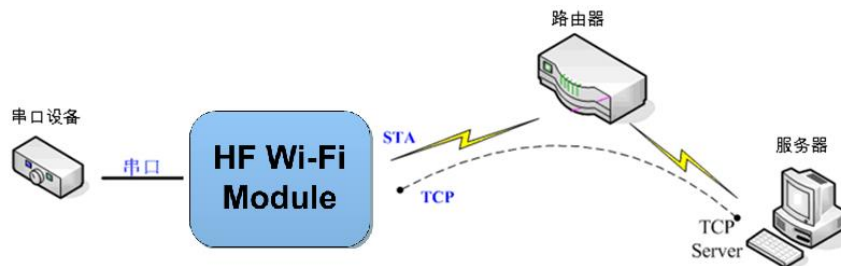 路由器
串口设备
服务器
串口
HF Wi-Fi
Module
STA
TCP
TCP
Server